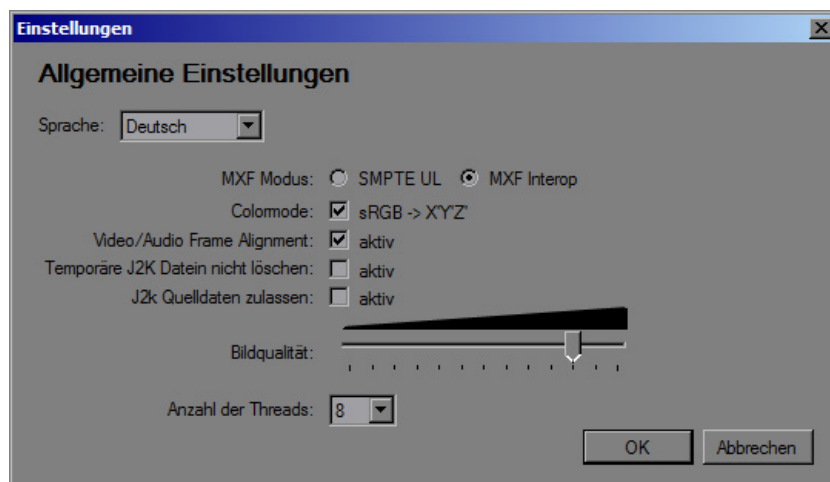 Einstellungen
Allgemeine Einstellungen
Sprache: Deutsch
MXF Modus: SMPTE UL MXF Interop
Colormode: sRGB -> X'Y'Z'
Video/Audio Frame Alignment: aktiv
Temporäre J2K Datein nicht löschen: aktiv
J2k Quelldaten zulassen: aktiv
Bildqualität:
Anzahl der Threads: 8
OK Abbrechen